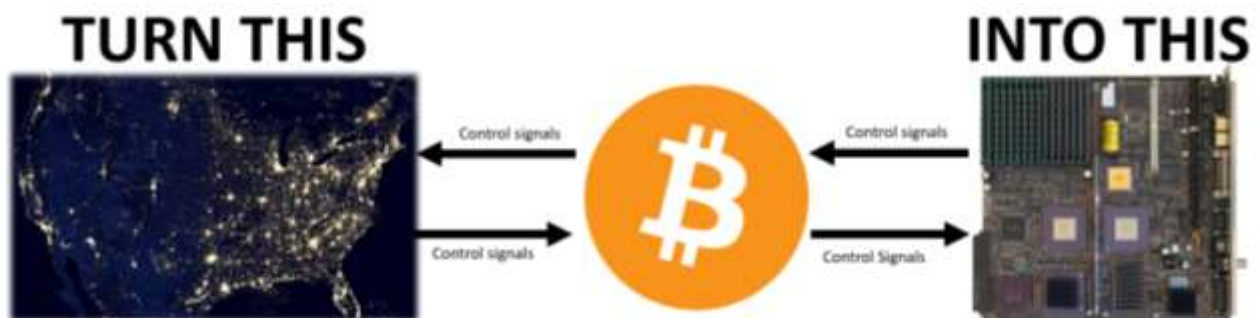 TURN THIS
INTO THIS
Control signals
Control signals
Control signals
Control Signals